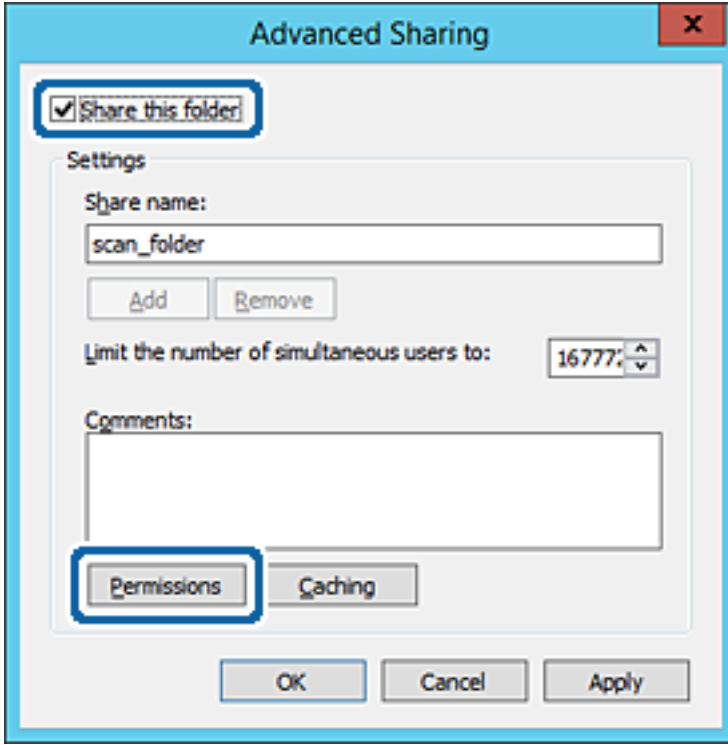 Advanced Sharing
x
Share this folder
Settings
Share name:
scan_folder
Add Remove
Limit the number of simultaneous users to:
Comments:
Permissions Caching
OK Cancel Apply